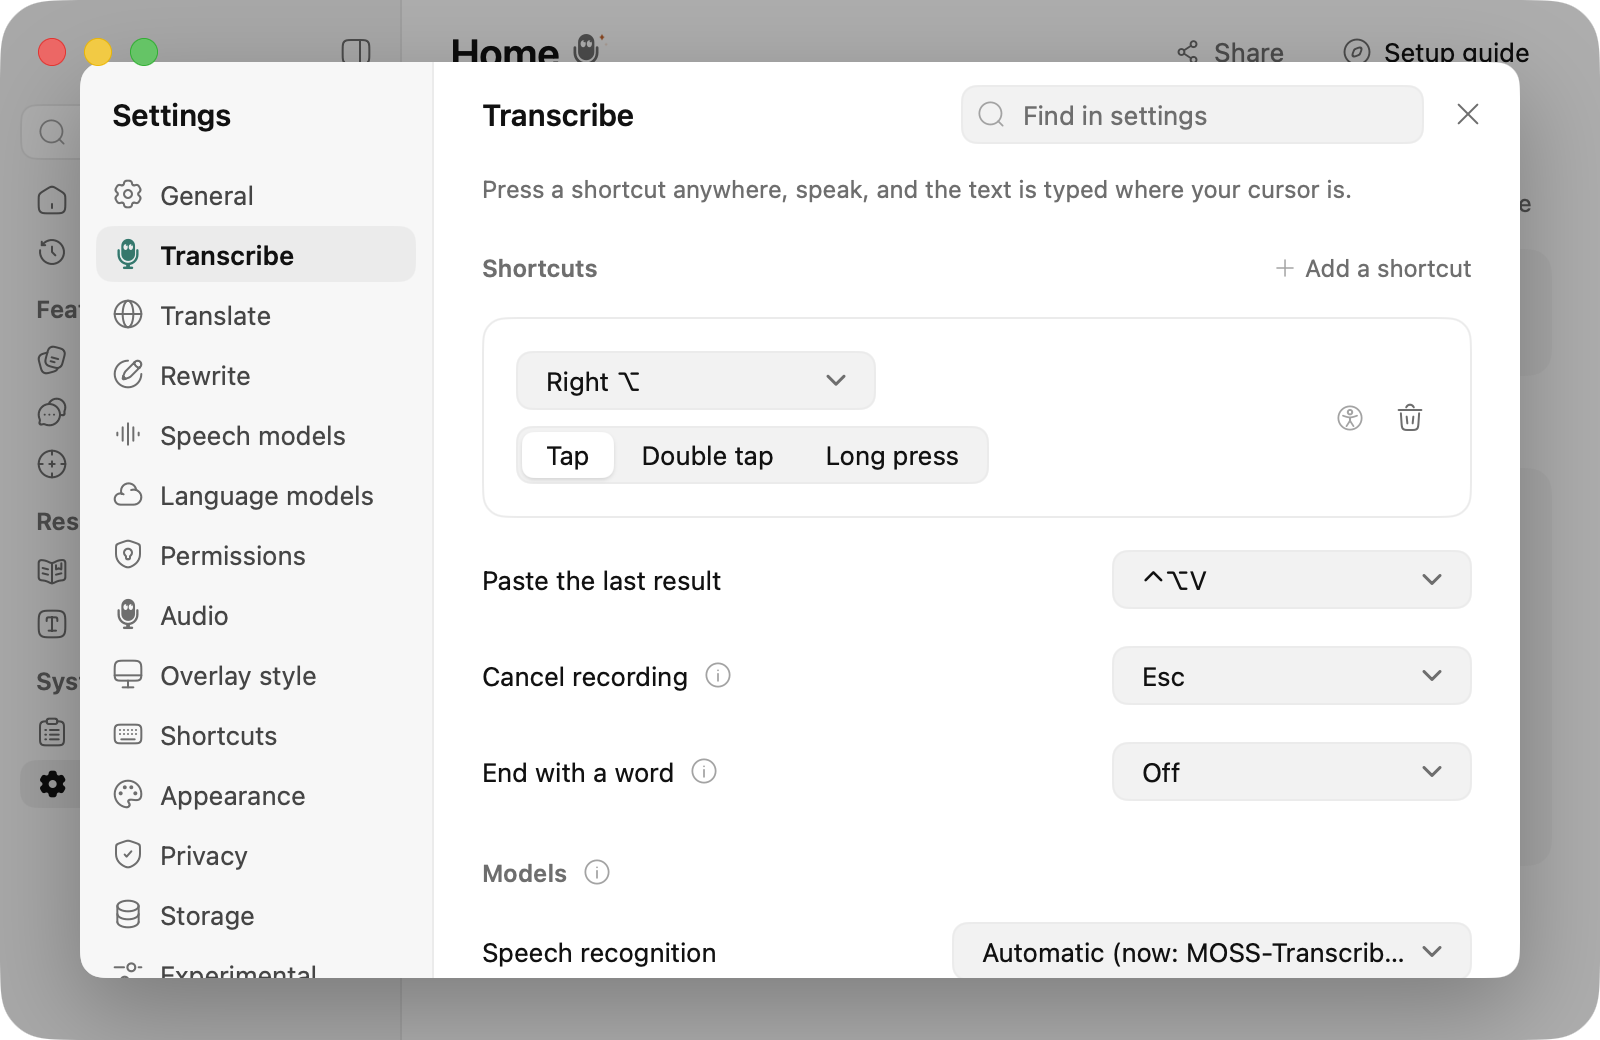 Home
Share
Setup guide
Settings
General
Transcribe
Translate
Rewrite
Speech models
Language models
Permissions
Audio
Overlay style
Shortcuts
Appearance
Privacy
Storage
Experimental
Transcribe
Find in settings
Press a shortcut anywhere, speak, and the text is typed where your cursor is.
Shortcuts
+ Add a shortcut
Right ⌥
Tap
Double tap
Long press
Paste the last result
^⌥V
Cancel recording
Esc
End with a word
Off
Models
Speech recognition
Automatic (now: MOSS-Transcrib...